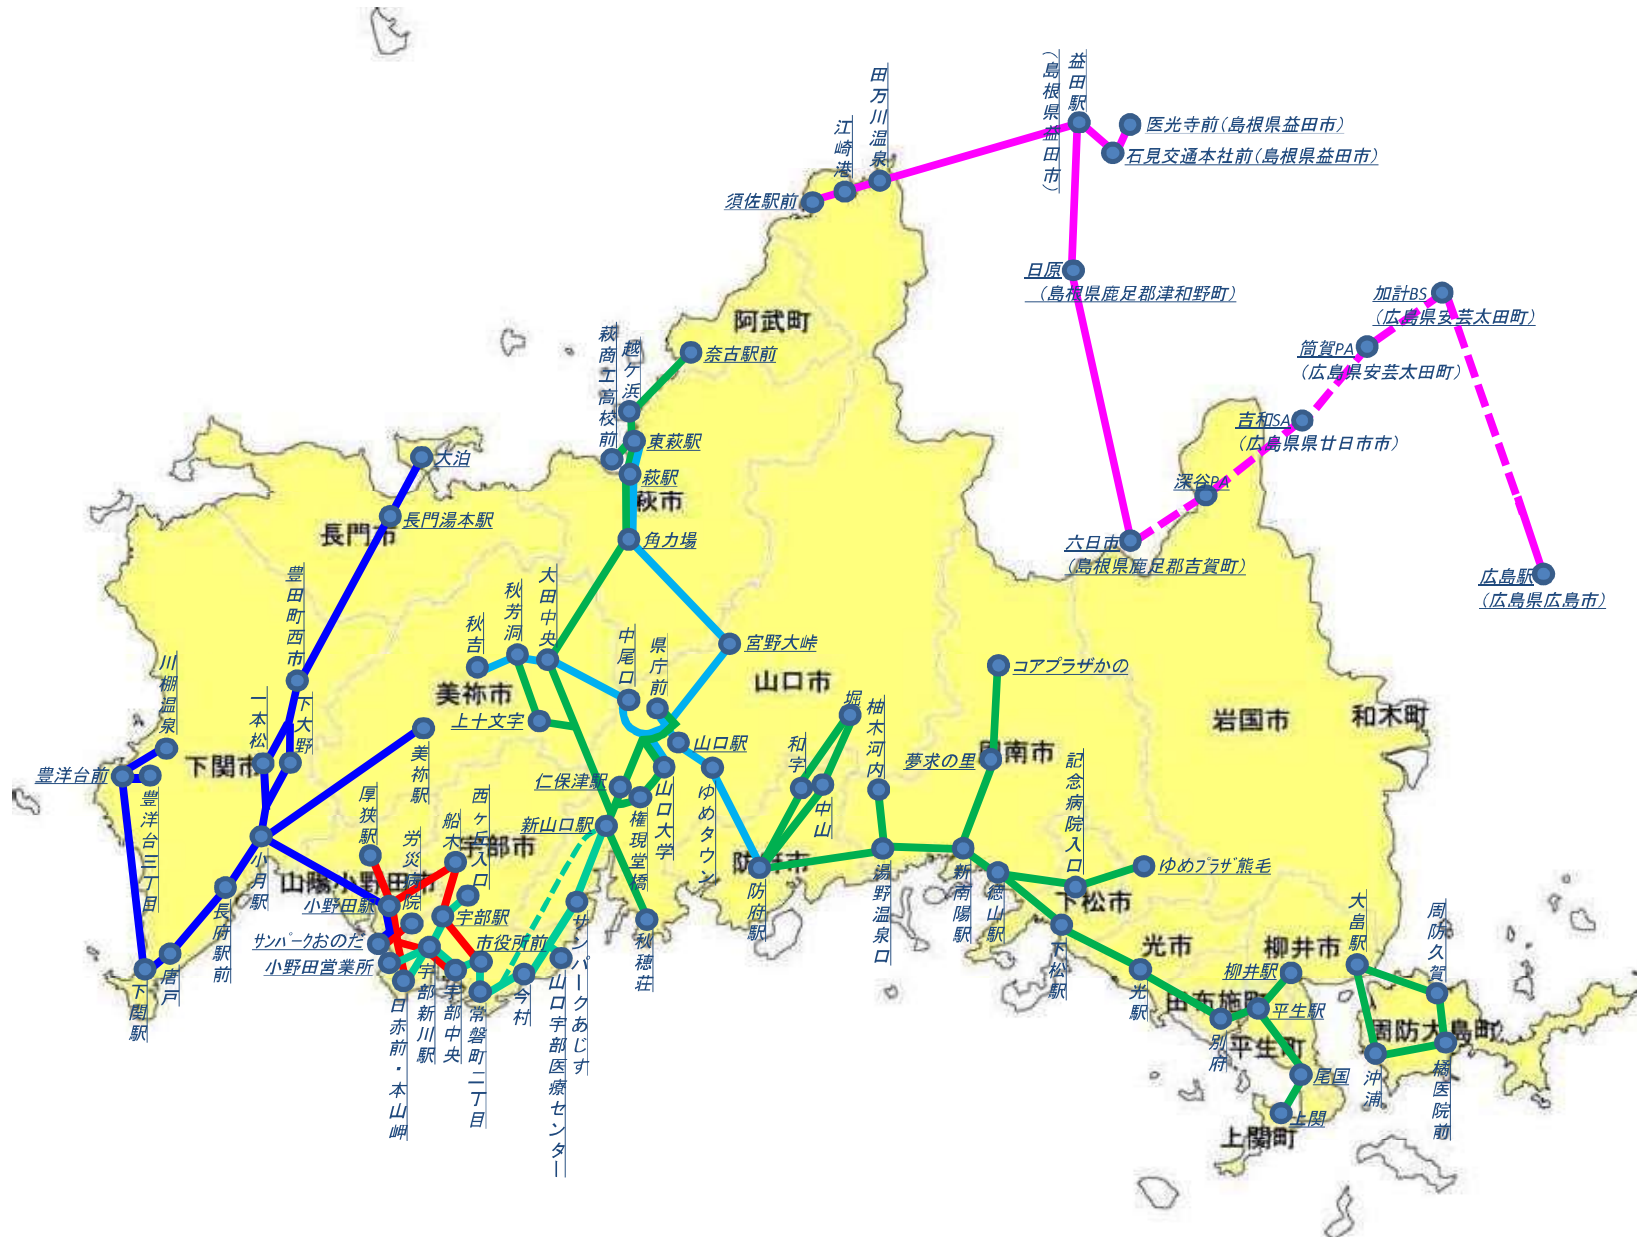 益田駅
（島根県益田市）
田万川温泉
江崎港
医光寺前（島根県益田市）
石見交通本社前（島根県益田市）
須佐駅前
日原
（島根県鹿足郡津和野町）
加計BS
（広島県安芸太田町）
筒賀PA
（広島県安芸太田町）
吉和SA
（広島県県廿日市市）
深谷PA
六日市
（島根県鹿足郡吉賀町）
広島駅
（広島県広島市）
阿武町
萩商工高校前
越ケ浜
奈古駅前
東萩駅
萩駅
萩市
角力場
大泊
長門湯本駅
長門市
豊田町西市
秋吉
秋芳洞
大田中央
中尾口
県庁前
宮野大峠
山口市
美祢市
上十文字
川棚温泉
一本松
下大野
下関市
豊洋台前
豊洋台三丁目
美祢駅
厚狭駅
労災病院
船木
西ヶ丘入口
宇部市
山陽小野田市
小野田駅
小月駅
長府駅前
唐戸
下関駅
サンパークおのだ
小野田営業所
宇部駅
市役所前
日赤前・本山岬
宇部新川駅
宇部中央
常盤町二丁目
今村
山口宇部医療センター
サンパークあじす
秋穂荘
新山口駅
仁保津駅
権現堂橋
山口大学
山口駅
ゆめタウン
防府市
防府駅
堀
和字
中山
柚木河内
湯野温泉口
コアプラザかの
夢求の里
周南市
新南陽駅
徳山駅
記念病院入口
ゆめプラザ熊毛
下松市
下松駅
光市
光駅
岩国市
和木町
柳井市
柳井駅
田布施町
別府
平生駅
平生町
尾国
上関
上関町
大畠駅
周防久賀
周防大島町
沖浦
橘医院前